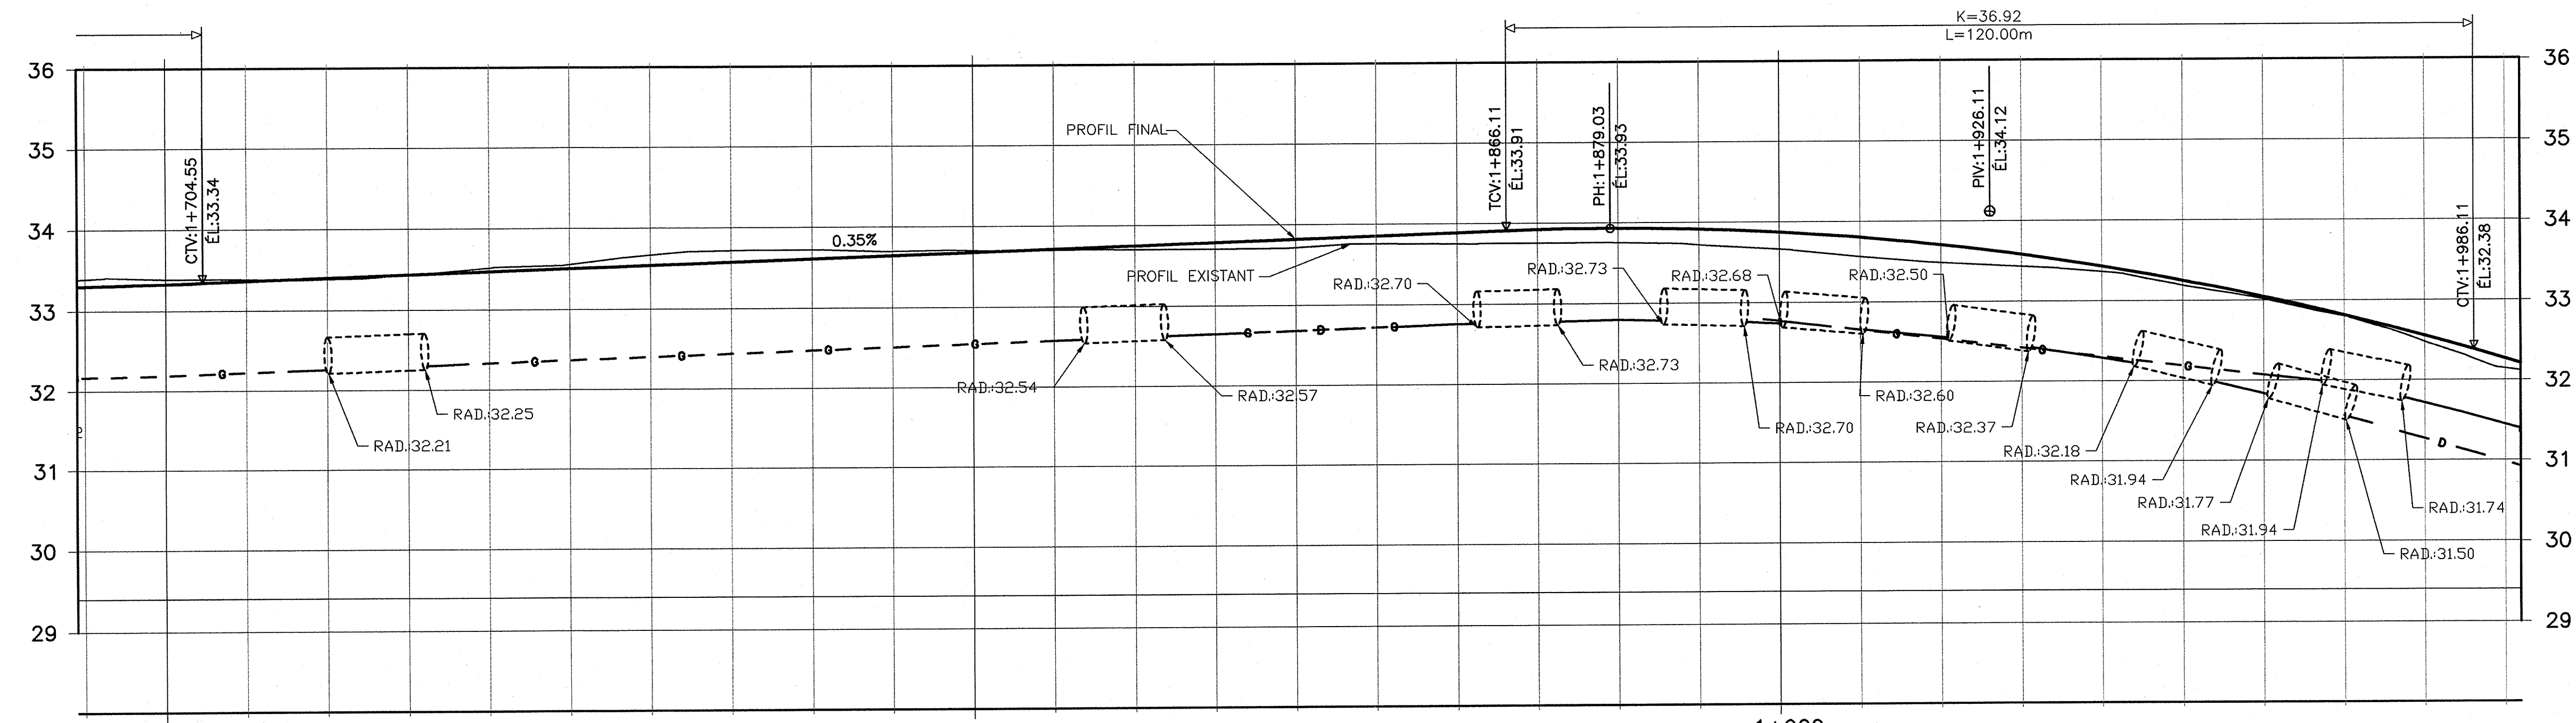 K=36.92
L=120.00m
36
36
35
35
34
34
33
33
32
32
31
31
30
30
29
29
CTV:1+704.55
ÉL:33.34
0.35%
PROFIL FINAL
PROFIL EXISTANT
TCV:1+866.11
ÉL:33.91
PH:1+879.03
ÉL:33.93
PIV:1+926.11
ÉL:34.12
CTV:1+986.11
ÉL:32.38
RAD.:32.70
RAD.:32.73
RAD.:32.68
RAD.:32.50
G
G
G
G
G
G
G
D
G
G
G
G
D
RAD.:32.21
RAD.:32.25
RAD.:32.54
RAD.:32.57
RAD.:32.73
RAD.:32.70
RAD.:32.60
RAD.:32.37
RAD.:32.18
RAD.:31.94
RAD.:31.77
RAD.:31.94
RAD.:31.50
RAD.:31.74